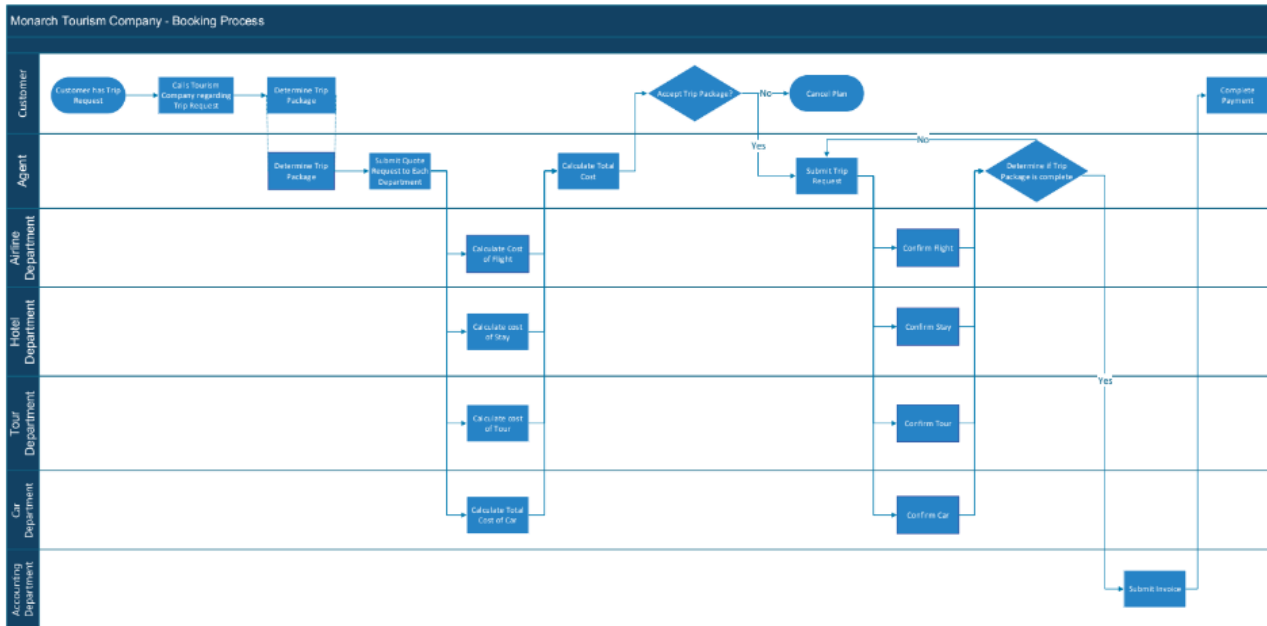 Monarch Tourism Company - Booking Process
Customer
Customer has Trip
Request
Calls Tourism
Company regarding
Trip Request
Determine Trip
Package
Accept Trip Package?
No
Cancel Plan
Complete
Payment
Yes
Agent
Determine Trip
Package
Submit Quote
Request to Each
Department
Calculate Total
Cost
Submit Trip
Request
No
Determine if Trip
Package is complete
Airline
Department
Calculate Cost
of Flight
Confirm Flight
Hotel
Department
Calculate cost
of Stay
Confirm Stay
Yes
Tour
Department
Calculate cost
of Tour
Confirm Tour
Car
Department
Calculate Total
Cost of Car
Confirm Car
Accounting
Department
Submit Invoice